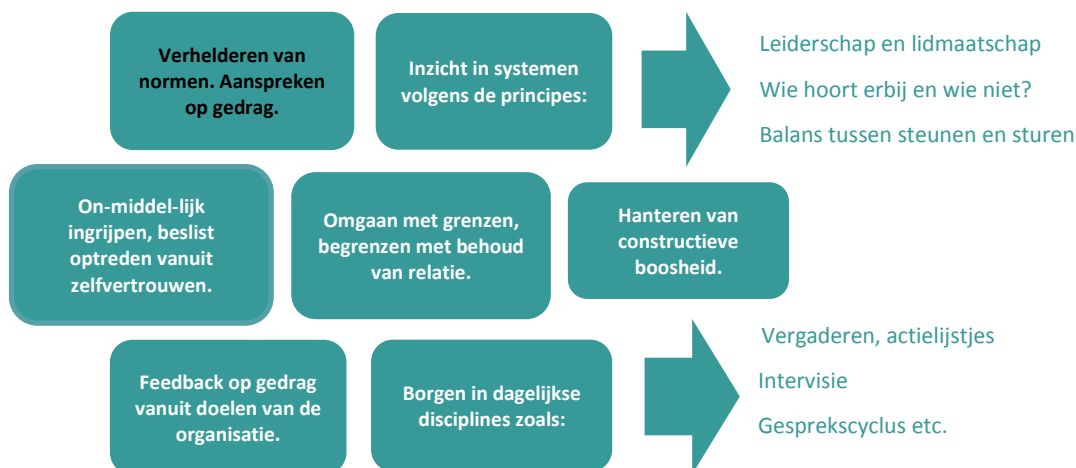 Verhelderen van
normen. Aanspreken
op gedrag.
Inzicht in systemen
volgens de principes:
Leiderschap en lidmaatschap
Wie hoort erbij en wie niet?
Balans tussen steunen en sturen
On-middel-lijk
ingrijpen, beslist
optreden vanuit
zelfvertrouwen.
Omgaan met grenzen,
begrenzen met behoud
van relatie.
Hanteren van
constructieve
boosheid.
Feedback op gedrag
vanuit doelen van de
organisatie.
Borgen in dagelijkse
disciplines zoals:
Vergaderen, actielijstjes
Intervisie
Gesprekscyclus etc.